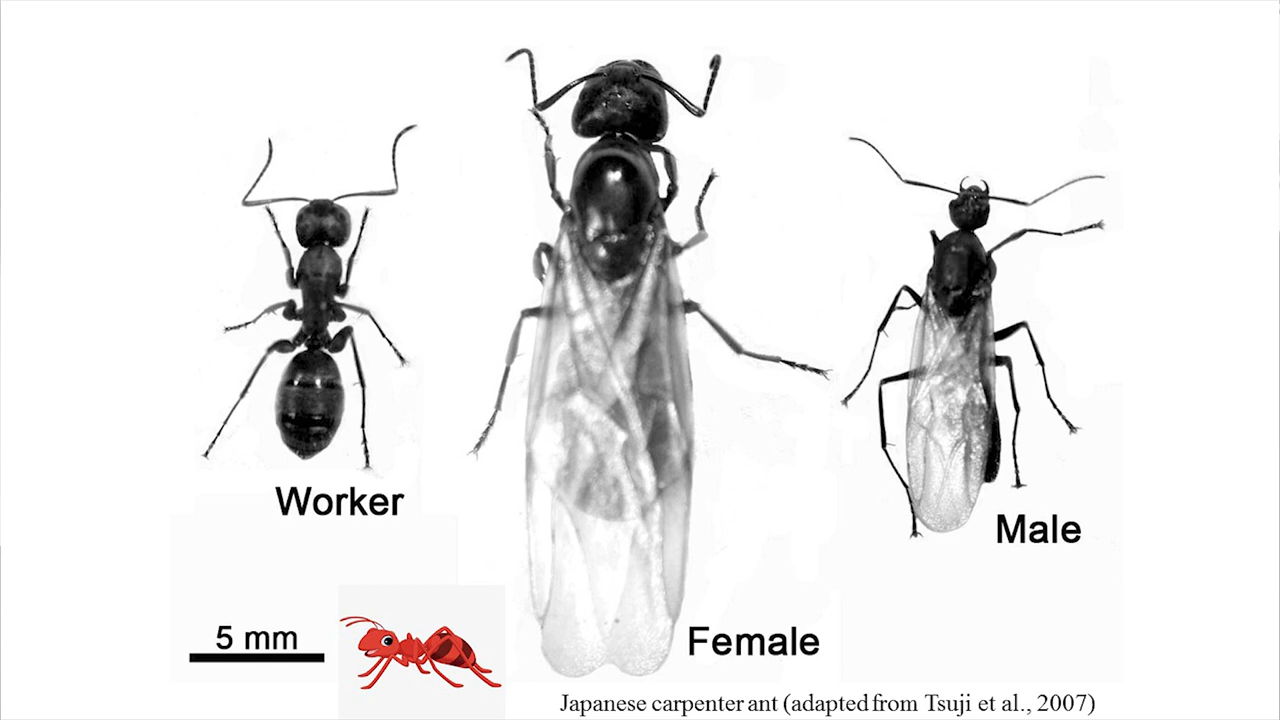 Worker
Male
5 mm
Female
Japanese carpenter ant (adapted from Tsuji et al., 2007)